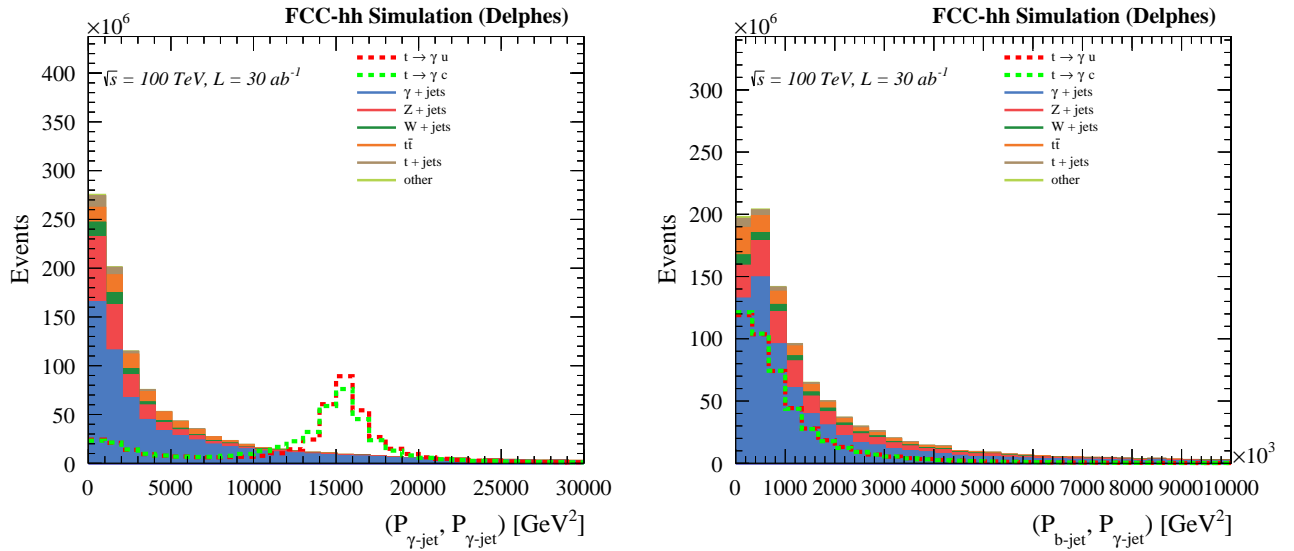 FCC-hh Simulation (Delphes)
×10⁶
√s = 100 TeV, L = 30 ab⁻¹
t → γ u
t → γ c
γ + jets
Z + jets
W + jets
tt̄
t + jets
other
Events
400
350
300
250
200
150
100
50
0
0 5000 10000 15000 20000 25000 30000
(P_γ-jet, P_γ-jet) [GeV²]
FCC-hh Simulation (Delphes)
×10⁶
√s = 100 TeV, L = 30 ab⁻¹
t → γ u
t → γ c
γ + jets
Z + jets
W + jets
tt̄
t + jets
other
Events
300
250
200
150
100
50
0
0 1000 2000 3000 4000 5000 6000 7000 8000 9000 10000
×10³
(P_b-jet, P_γ-jet) [GeV²]